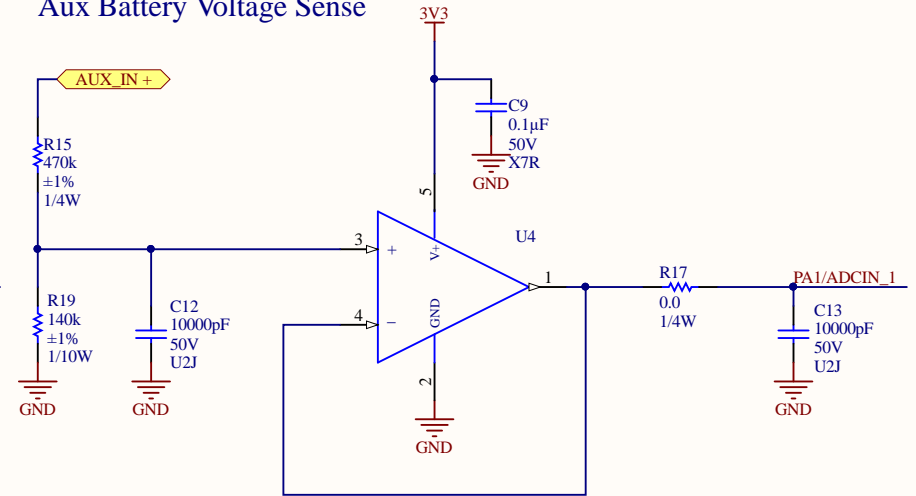 Aux Battery Voltage Sense
3V3
AUX_IN +
C9
0.1µF
50V
X7R
GND
R15
470k
±1%
1/4W
5
3
+
V+
U4
1
R17
0.0
1/4W
PA1/ADCIN_1
4
−
GND
2
R19
140k
±1%
1/10W
GND
C12
10000pF
50V
U2J
GND
C13
10000pF
50V
U2J
GND
GND